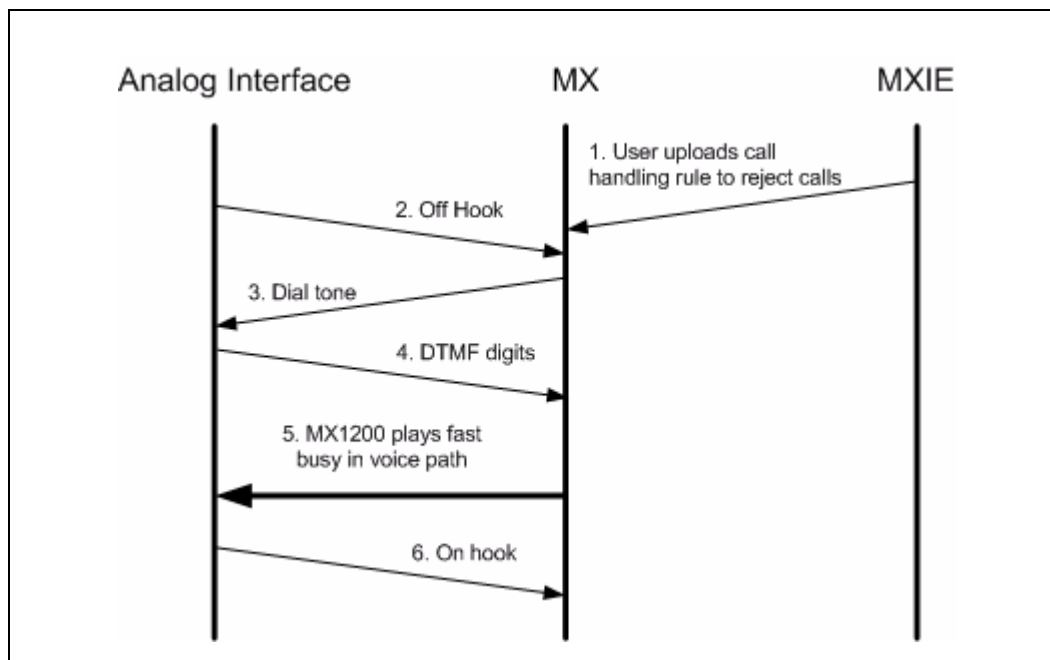 Analog Interface
MX
MXIE
1. User uploads call
handling rule to reject calls
2. Off Hook
3. Dial tone
4. DTMF digits
5. MX1200 plays fast
busy in voice path
6. On hook